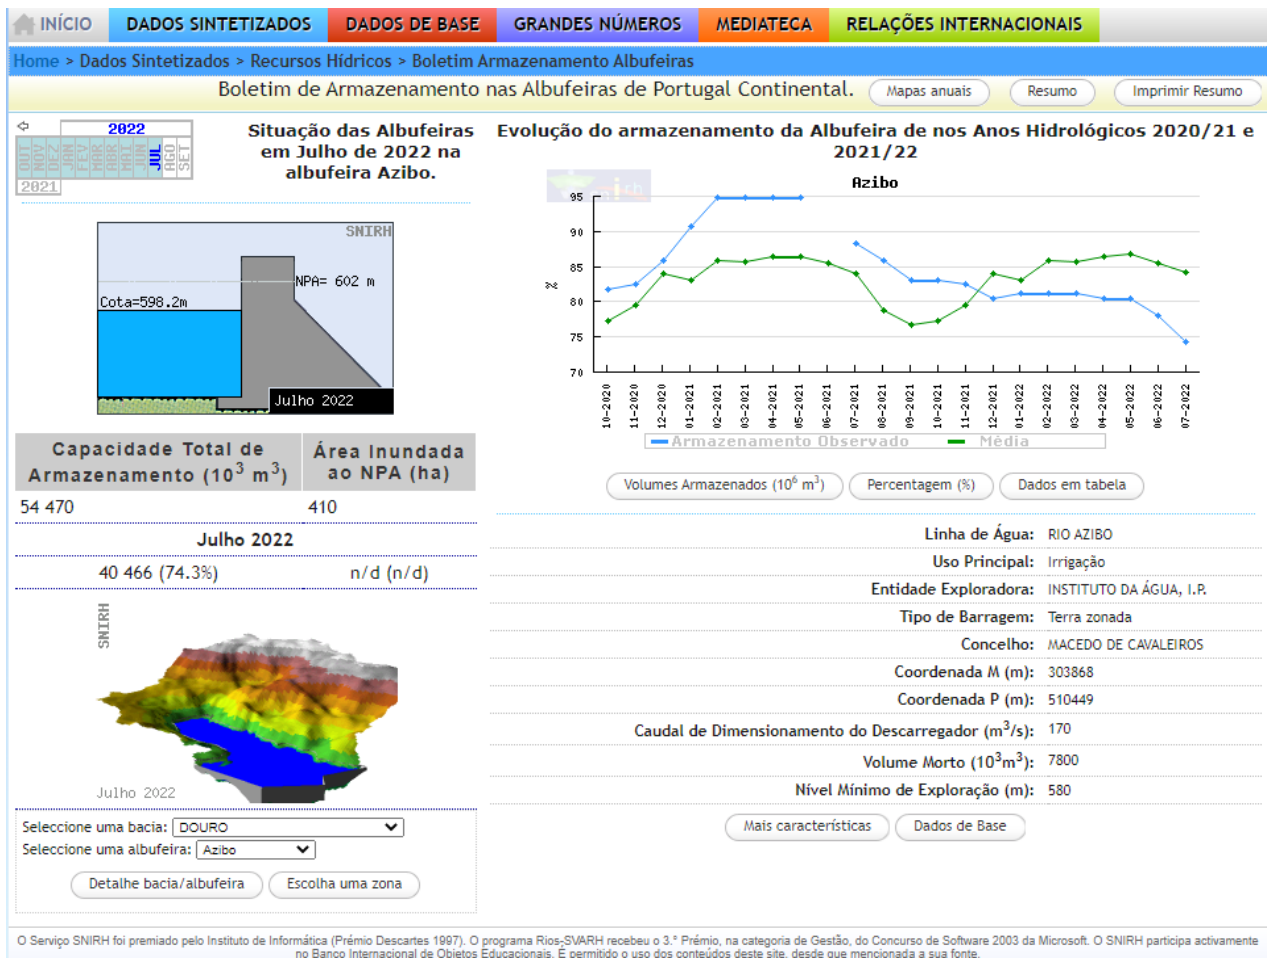 INÍCIO DADOS SINTETIZADOS DADOS DE BASE GRANDES NÚMEROS MEDIATECA RELAÇÕES INTERNACIONAIS
Home > Dados Sintetizados > Recursos Hídricos > Boletim Armazenamento Albufeiras
Boletim de Armazenamento nas Albufeiras de Portugal Continental. Mapas anuais Resumo Imprimir Resumo
2022
OUT NOV DEZ JAN FEV MAR ABR MAI JUN JUL AGO SET
2021
Situação das Albufeiras
em Julho de 2022 na
albufeira Azibo.
SNIRH
NPA= 602 m
Cota=598.2m
Julho 2022
Capacidade Total de
Armazenamento (10³ m³)
Área Inundada
ao NPA (ha)
54 470 410
Julho 2022
40 466 (74.3%) n/d (n/d)
SNIRH
Julho 2022
Seleccione uma bacia: DOURO
Seleccione uma albufeira: Azibo
Detalhe bacia/albufeira Escolha uma zona
Evolução do armazenamento da Albufeira de nos Anos Hidrológicos 2020/21 e
2021/22
Azibo
%
95
90
85
80
75
70
10-2020 11-2020 12-2020 01-2021 02-2021 03-2021 04-2021 05-2021 06-2021 07-2021 08-2021 09-2021 10-2021 11-2021 12-2021 01-2022 02-2022 03-2022 04-2022 05-2022 06-2022 07-2022
Armazenamento Observado Média
Volumes Armazenados (10⁶ m³) Percentagem (%) Dados em tabela
Linha de Água: RIO AZIBO
Uso Principal: Irrigação
Entidade Exploradora: INSTITUTO DA ÁGUA, I.P.
Tipo de Barragem: Terra zonada
Concelho: MACEDO DE CAVALEIROS
Coordenada M (m): 303868
Coordenada P (m): 510449
Caudal de Dimensionamento do Descarregador (m³/s): 170
Volume Morto (10³m³): 7800
Nível Mínimo de Exploração (m): 580
Mais características Dados de Base
O Serviço SNIRH foi premiado pelo Instituto de Informática (Prémio Descartes 1997). O programa Rios-SVARH recebeu o 3.° Prémio, na categoria de Gestão, do Concurso de Software 2003 da Microsoft. O SNIRH participa activamente
no Banco Internacional de Objetos Educacionais. É permitido o uso dos conteúdos deste site, desde que mencionada a sua fonte.